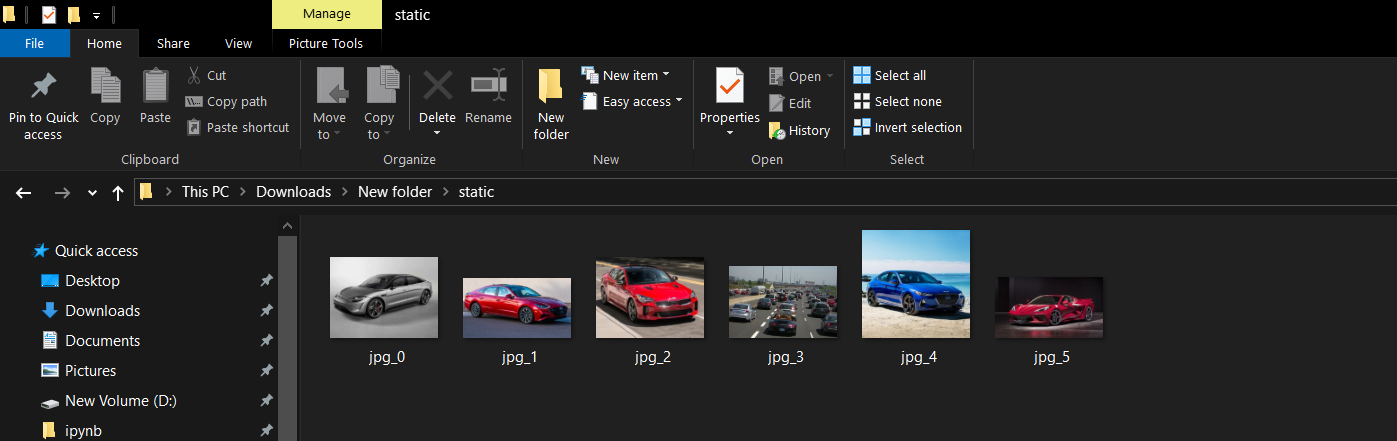 Manage
static
File
Home
Share
View
Picture Tools
Pin to Quick access
Copy
Paste
Cut
Copy path
Paste shortcut
Clipboard
Move to
Copy to
Delete
Rename
Organize
New folder
New item
Easy access
New
Properties
Open
Edit
History
Open
Select all
Select none
Invert selection
Select
This PC > Downloads > New folder > static
Quick access
Desktop
Downloads
Documents
Pictures
New Volume (D:)
ipynb
jpg_0
jpg_1
jpg_2
jpg_3
jpg_4
jpg_5